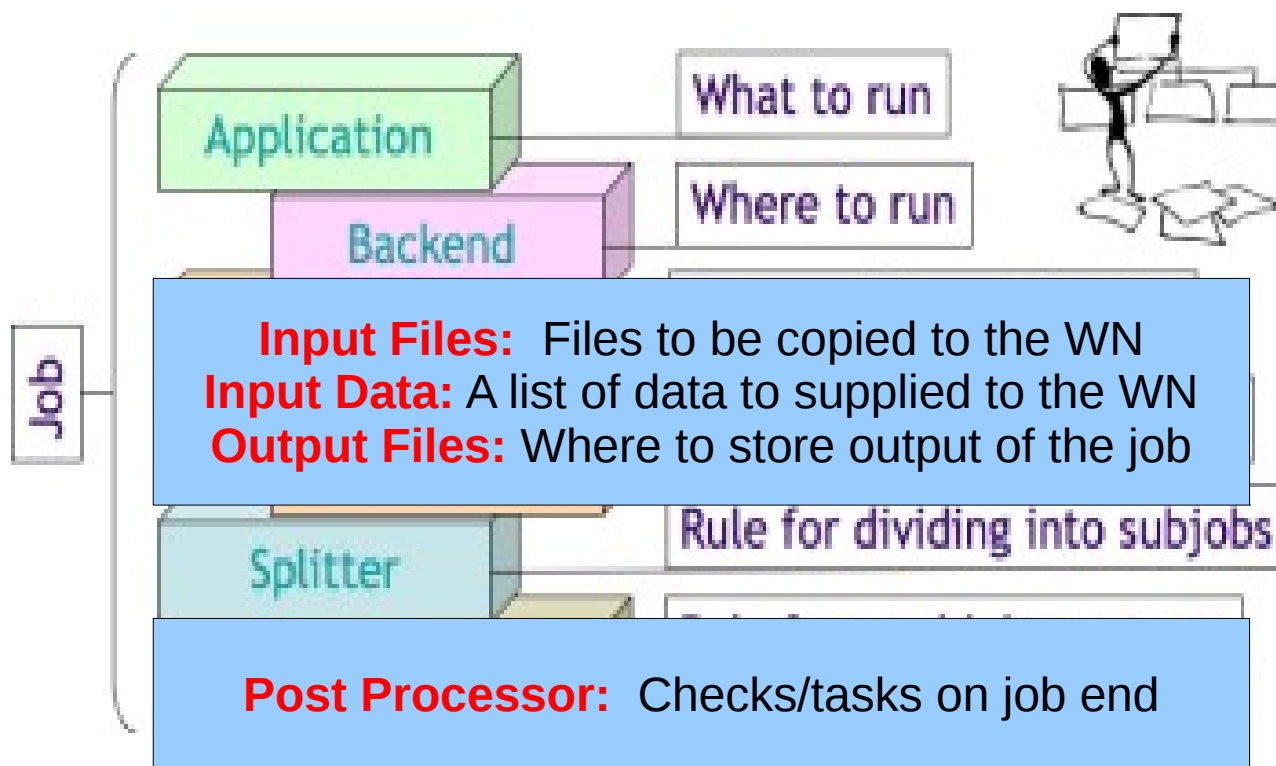 What to run
Application
Where to run
Backend
Job
Input Files: Files to be copied to the WN
Input Data: A list of data to supplied to the WN
Output Files: Where to store output of the job
Rule for dividing into subjobs
Splitter
Post Processor: Checks/tasks on job end